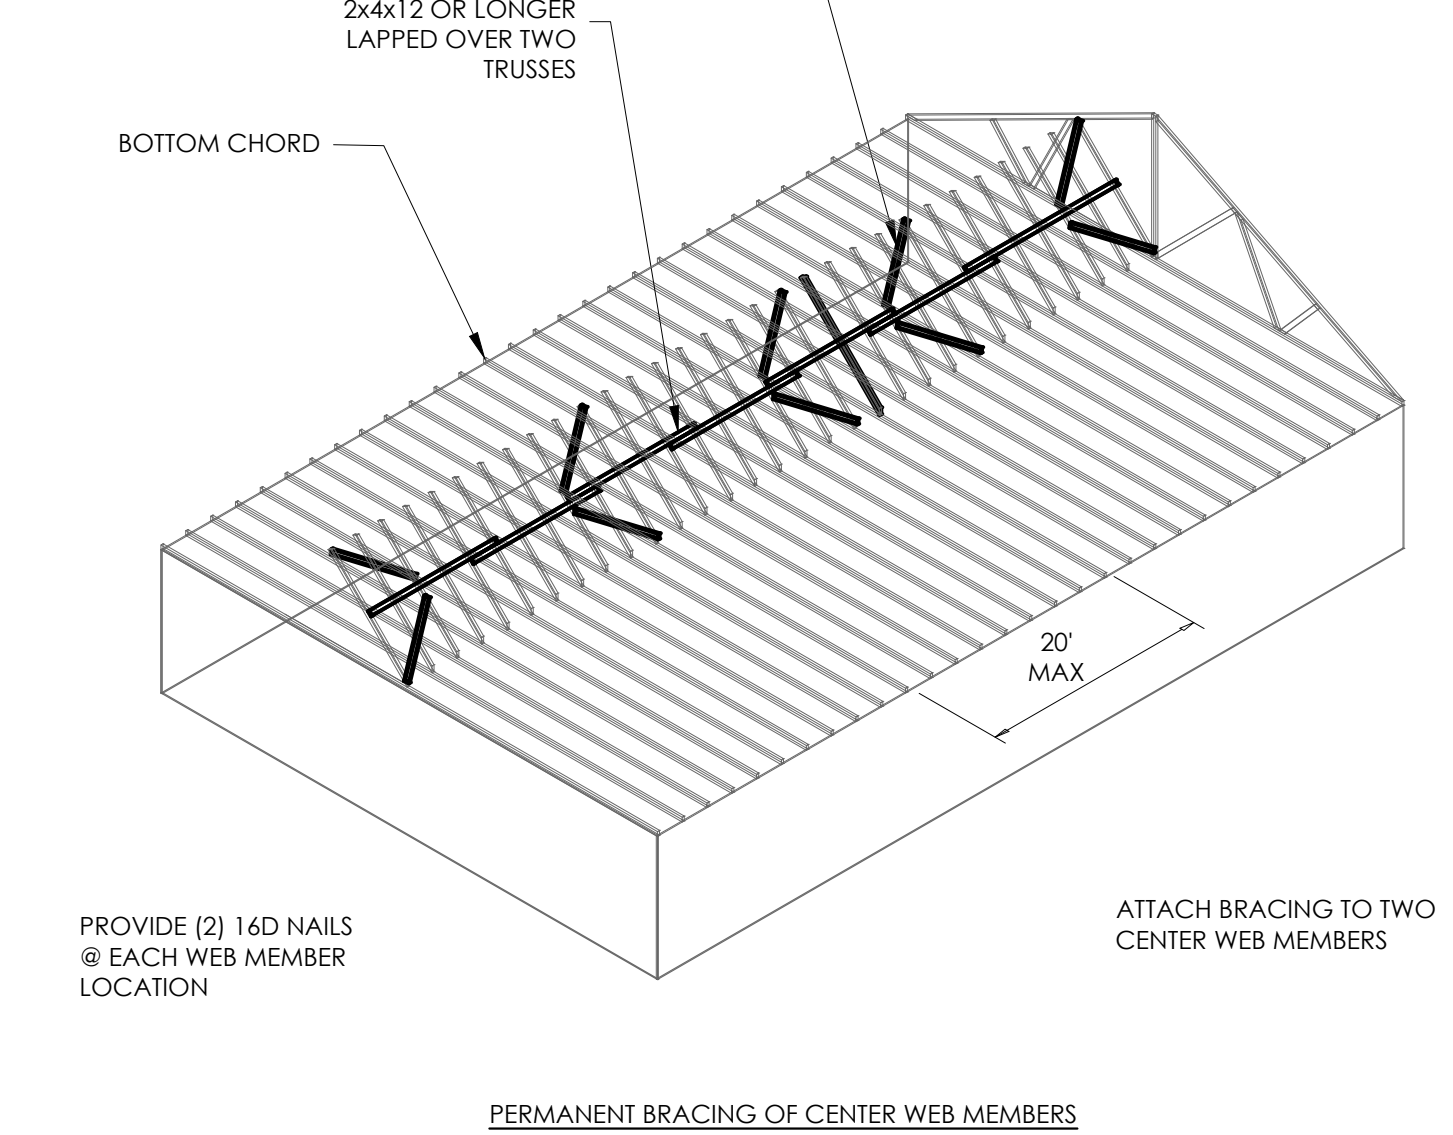 2x4x12 OR LONGER
LAPPED OVER TWO
TRUSSES
BOTTOM CHORD
20'
MAX
PROVIDE (2) 16D NAILS
@ EACH WEB MEMBER
LOCATION
ATTACH BRACING TO TWO
CENTER WEB MEMBERS
PERMANENT BRACING OF CENTER WEB MEMBERS